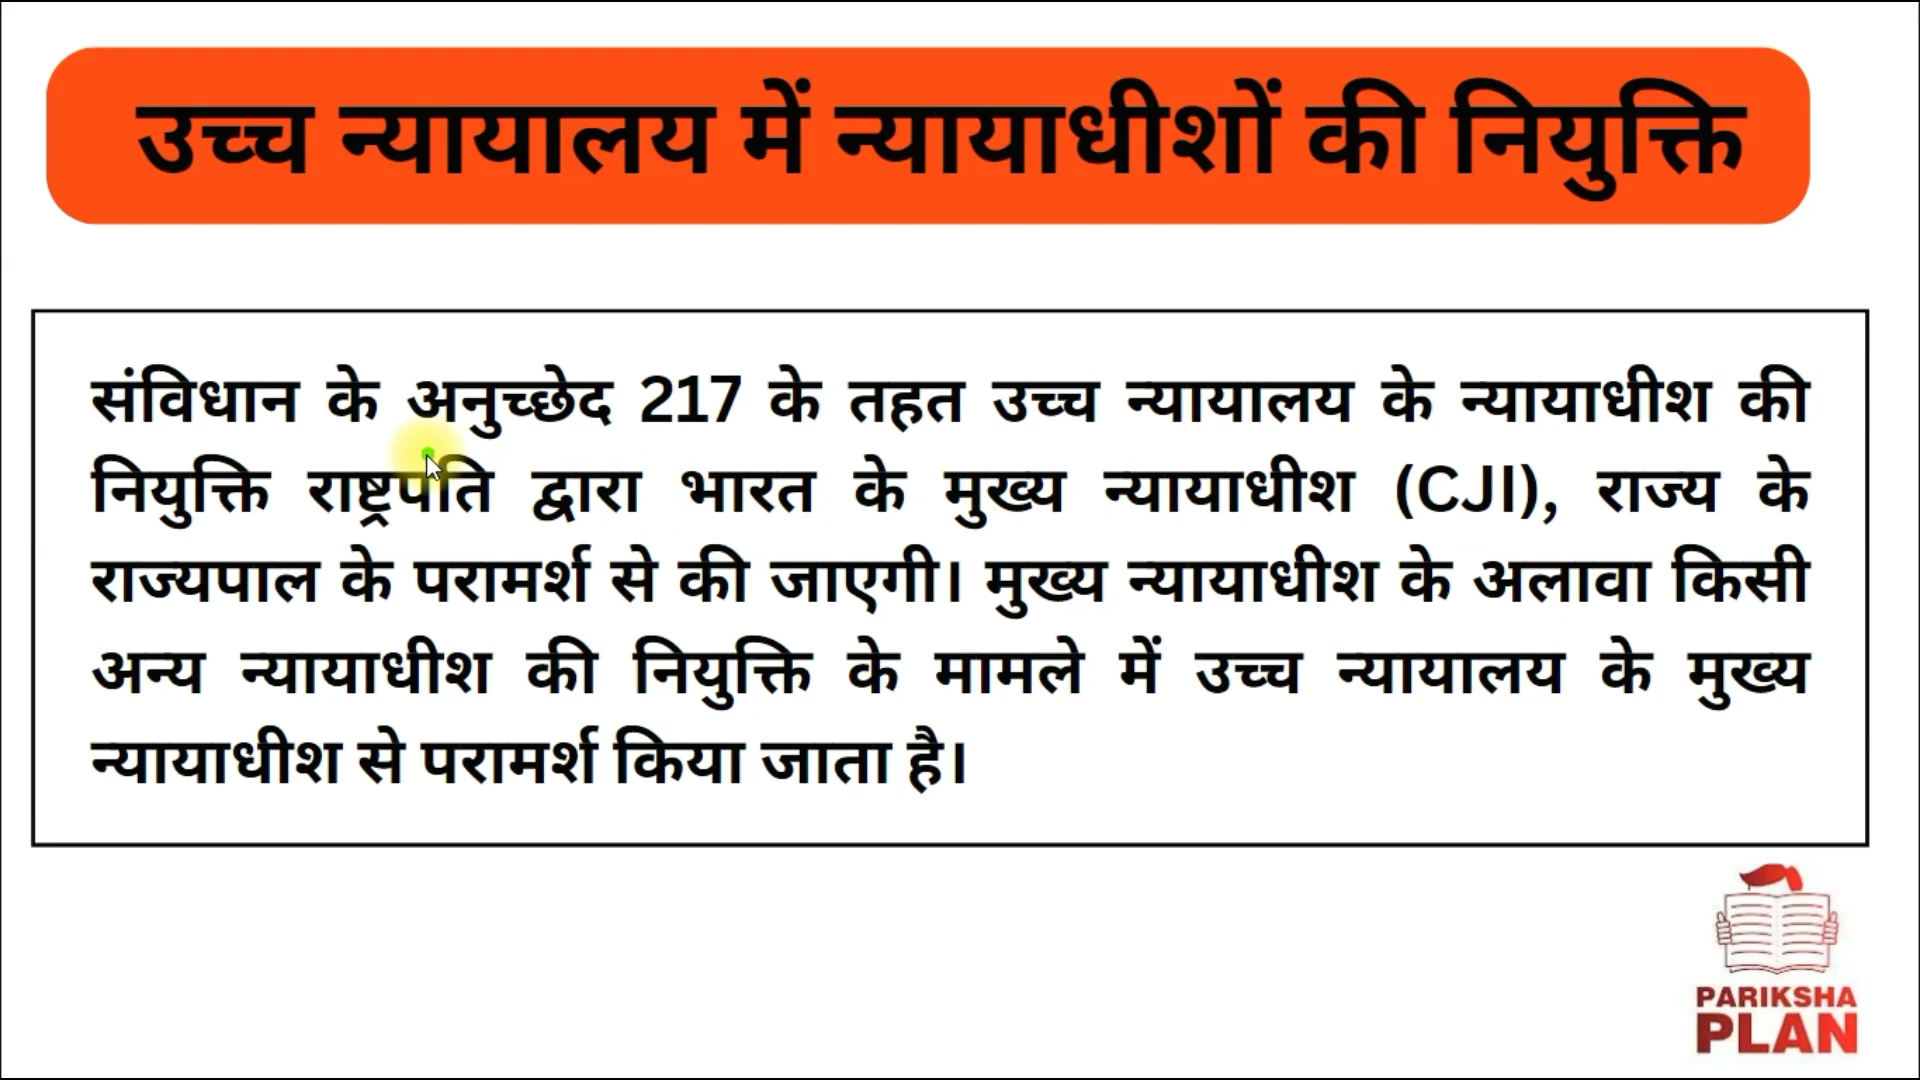 उच्च न्यायालय में न्यायाधीशों की नियुक्ति
संविधान के अनुच्छेद 217 के तहत उच्च न्यायालय के न्यायाधीश की
नियुक्ति राष्ट्रपति द्वारा भारत के मुख्य न्यायाधीश (CJI), राज्य के
राज्यपाल के परामर्श से की जाएगी। मुख्य न्यायाधीश के अलावा किसी
अन्य न्यायाधीश की नियुक्ति के मामले में उच्च न्यायालय के मुख्य
न्यायाधीश से परामर्श किया जाता है।
PARIKSHA
PLAN